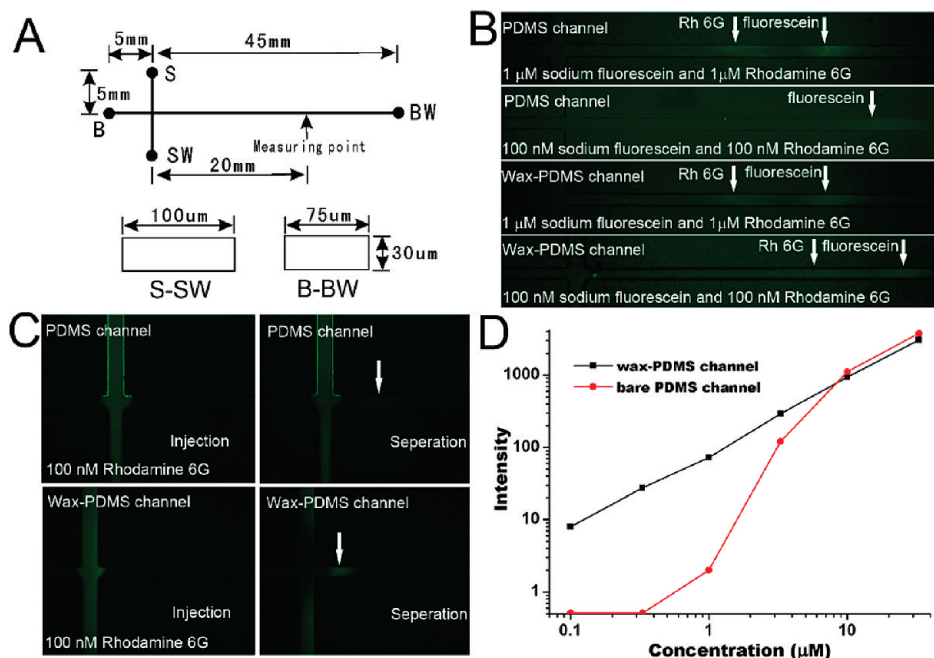 A
5mm
45mm
S
5mm
B
BW
SW
Measuring point
20mm
100um
75um
30um
S-SW
B-BW
B
PDMS channel
Rh 6G
fluorescein
1 μM sodium fluorescein and 1μM Rhodamine 6G
PDMS channel
fluorescein
100 nM sodium fluorescein and 100 nM Rhodamine 6G
Wax-PDMS channel
Rh 6G
fluorescein
1 μM sodium fluorescein and 1μM Rhodamine 6G
Wax-PDMS channel
Rh 6G
fluorescein
100 nM sodium fluorescein and 100 nM Rhodamine 6G
C
PDMS channel
Injection
100 nM Rhodamine 6G
PDMS channel
Seperation
Wax-PDMS channel
Injection
100 nM Rhodamine 6G
Wax-PDMS channel
Seperation
D
wax-PDMS channel
bare PDMS channel
Intensity
1000
100
10
1
0.1
1
10
Concentration (μM)